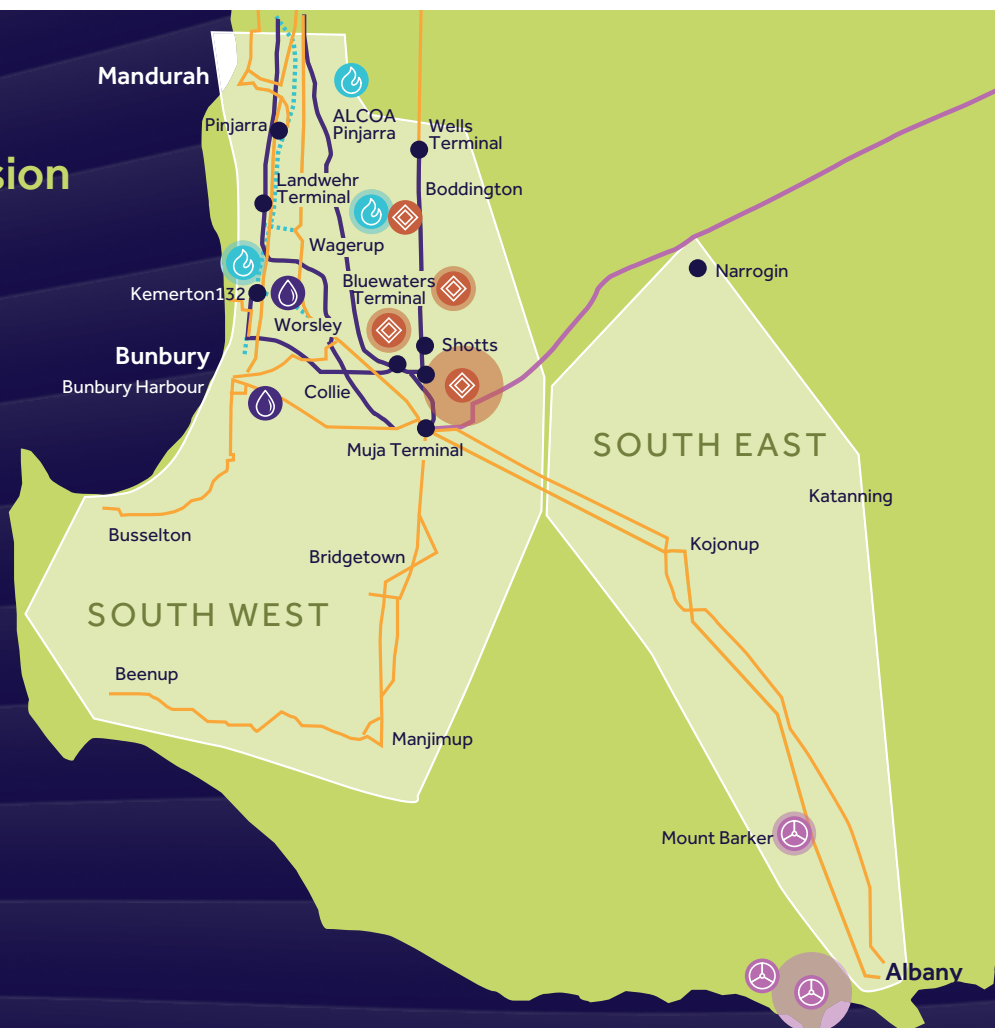 Mandurah
ALCOA
Pinjarra
Pinjarra
Wells
Terminal
sion
Landwehr
Terminal
Boddington
Wagerup
Narrogin
Bluewaters
Terminal
Kemerton132
Worsley
Shotts
Bunbury
Bunbury Harbour
Collie
Muja Terminal
SOUTH EAST
Katanning
Busselton
Bridgetown
Kojonup
SOUTH WEST
Beenup
Manjimup
Mount Barker
Albany